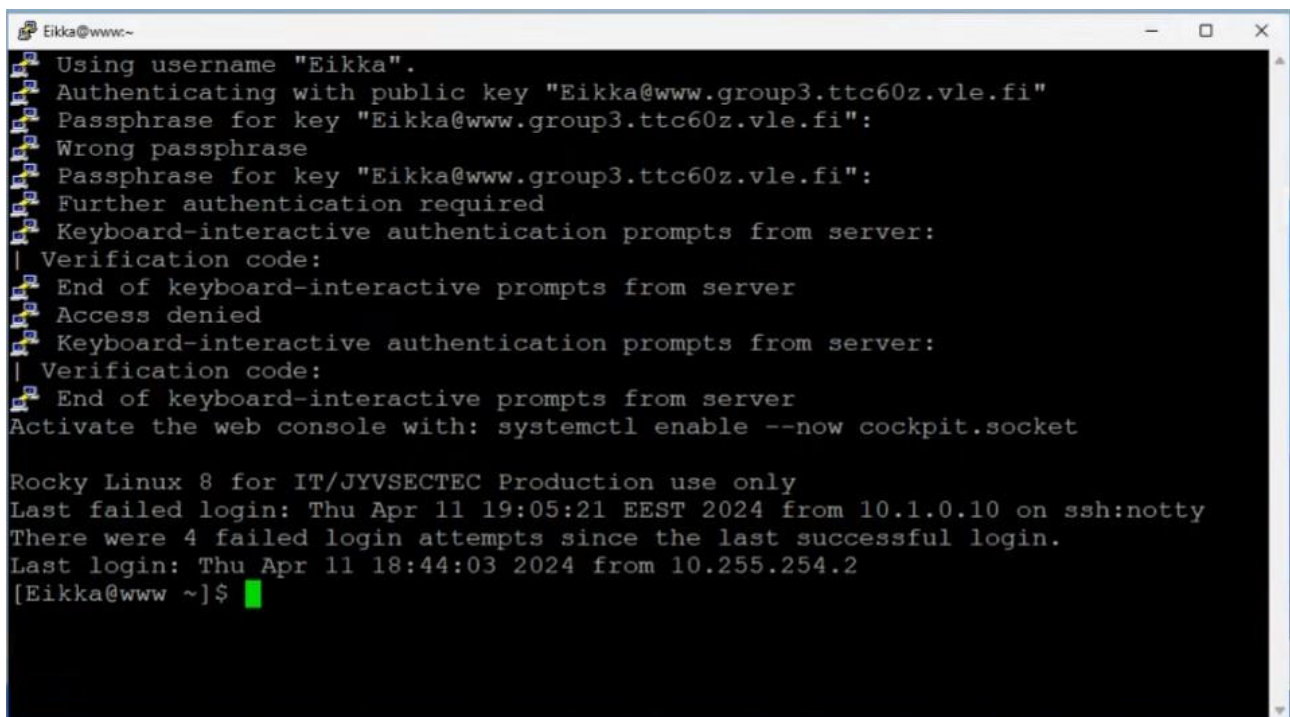 Eikka@www:~
Using username "Eikka".
Authenticating with public key "Eikka@www.group3.ttc60z.vle.fi"
Passphrase for key "Eikka@www.group3.ttc60z.vle.fi":
Wrong passphrase
Passphrase for key "Eikka@www.group3.ttc60z.vle.fi":
Further authentication required
Keyboard-interactive authentication prompts from server:
| Verification code:
End of keyboard-interactive prompts from server
Access denied
Keyboard-interactive authentication prompts from server:
| Verification code:
End of keyboard-interactive prompts from server
Activate the web console with: systemctl enable --now cockpit.socket
Rocky Linux 8 for IT/JYVSECTEC Production use only
Last failed login: Thu Apr 11 19:05:21 EEST 2024 from 10.1.0.10 on ssh:notty
There were 4 failed login attempts since the last successful login.
Last login: Thu Apr 11 18:44:03 2024 from 10.255.254.2
[Eikka@www ~]$